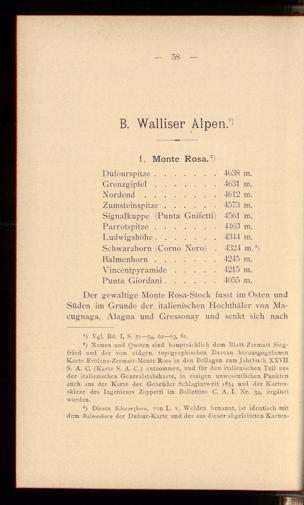 — 58 —
B. Walliser Alpen.¹)
1. Monte Rosa.²)
Dufourspitze . . . . . . . 4638 m.
Grenzgipfel . . . . . . 4631 m.
Nordend . . . . . . . 4612 m.
Zumsteinspitze . . . . . 4573 m.
Signalkuppe (Punta Gnifetti) 4561 m.
Parrotspitze . . . . . . 4463 m.
Ludwigshöhe . . . . . . 4344 m.
Schwarzhorn (Corno Nero) . 4324 m.³)
Balmenhorn . . . . . . 4245 m.
Vincentpyramide . . . . 4215 m.
Punta Giordani . . . . . 4055 m.
Der gewaltige Monte Rosa-Stock fusst im Osten und
Süden im Grunde der italienischen Hochthäler von Ma-
cugnaga, Alagna und Gressonay und senkt sich nach
¹) Vgl. Bd. I, S. 51—54, 62—63, 81.
²) Namen und Quoten sind hauptsächlich dem Blatt Zermatt Sieg-
fried und der vom eidgen. topographischen Bureau herausgegebenen
Karte Evolena-Zermatt-Monte Rosa in den Beilagen zum Jahrbuch XXVII
S. A. C. (Karte S. A. C.) entnommen, und für den italienischen Teil aus
der italienischen Generalstabskarte, in einigen unwesentlichen Punkten
auch aus der Karte der Gebrüder Schlagintweit 1854 und der Karten-
skizze des Ingenieurs Zoppetti im Bollettino C. A. I. Nr. 34, ergänzt
worden.
³) Dieses Schwarzhorn, von L. v. Welden benannt, ist identisch mit
dem Balmenhorn der Dufour-Karte und der aus dieser abgeleiteten Karten-